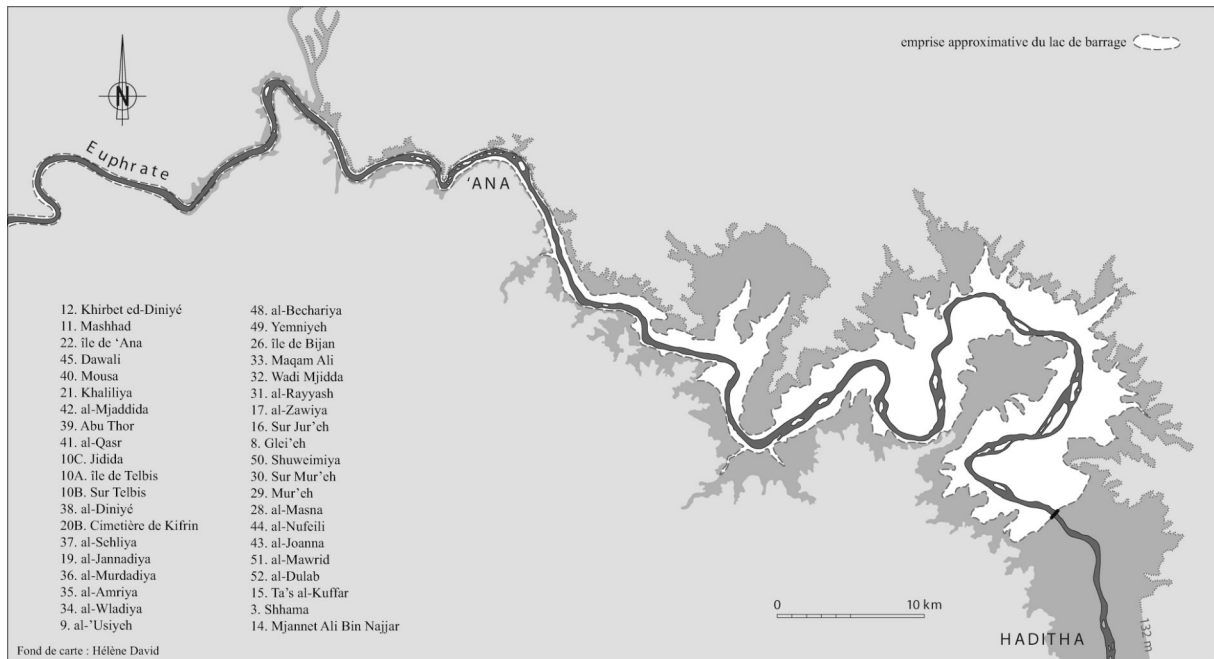 emprise approximative du lac de barrage
N
Euphrate
‘ANA
12. Khirbet ed-Diniyé
11. Mashhad
22. île de ‘Ana
45. Dawali
40. Mousa
21. Khaliliya
42. al-Mjaddida
39. Abu Thor
41. al-Qasr
10C. Jidida
10A. île de Telbis
10B. Sur Telbis
38. al-Diniyé
20B. Cimetière de Kifrin
37. al-Sehliya
19. al-Jannadiya
36. al-Murdadiya
35. al-Amriya
34. al-Wladiya
9. al-’Usiyeh
48. al-Bechariya
49. Yemniyeh
26. île de Bijan
33. Maqam Ali
32. Wadi Mjidda
31. al-Rayyash
17. al-Zawiya
16. Sur Jur’eh
8. Glei’eh
50. Shuweimiya
30. Sur Mur’eh
29. Mur’eh
28. al-Masna
44. al-Nufeili
43. al-Joanna
51. al-Mawrid
52. al-Dulab
15. Ta’s al-Kuffar
3. Shhama
14. Mjannet Ali Bin Najjar
0 10 km
HADITHA
132 m
Fond de carte : Hélène David